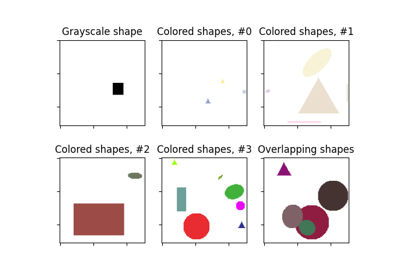 Grayscale shape
Colored shapes, #0
Colored shapes, #1
Colored shapes, #2
Colored shapes, #3
Overlapping shapes